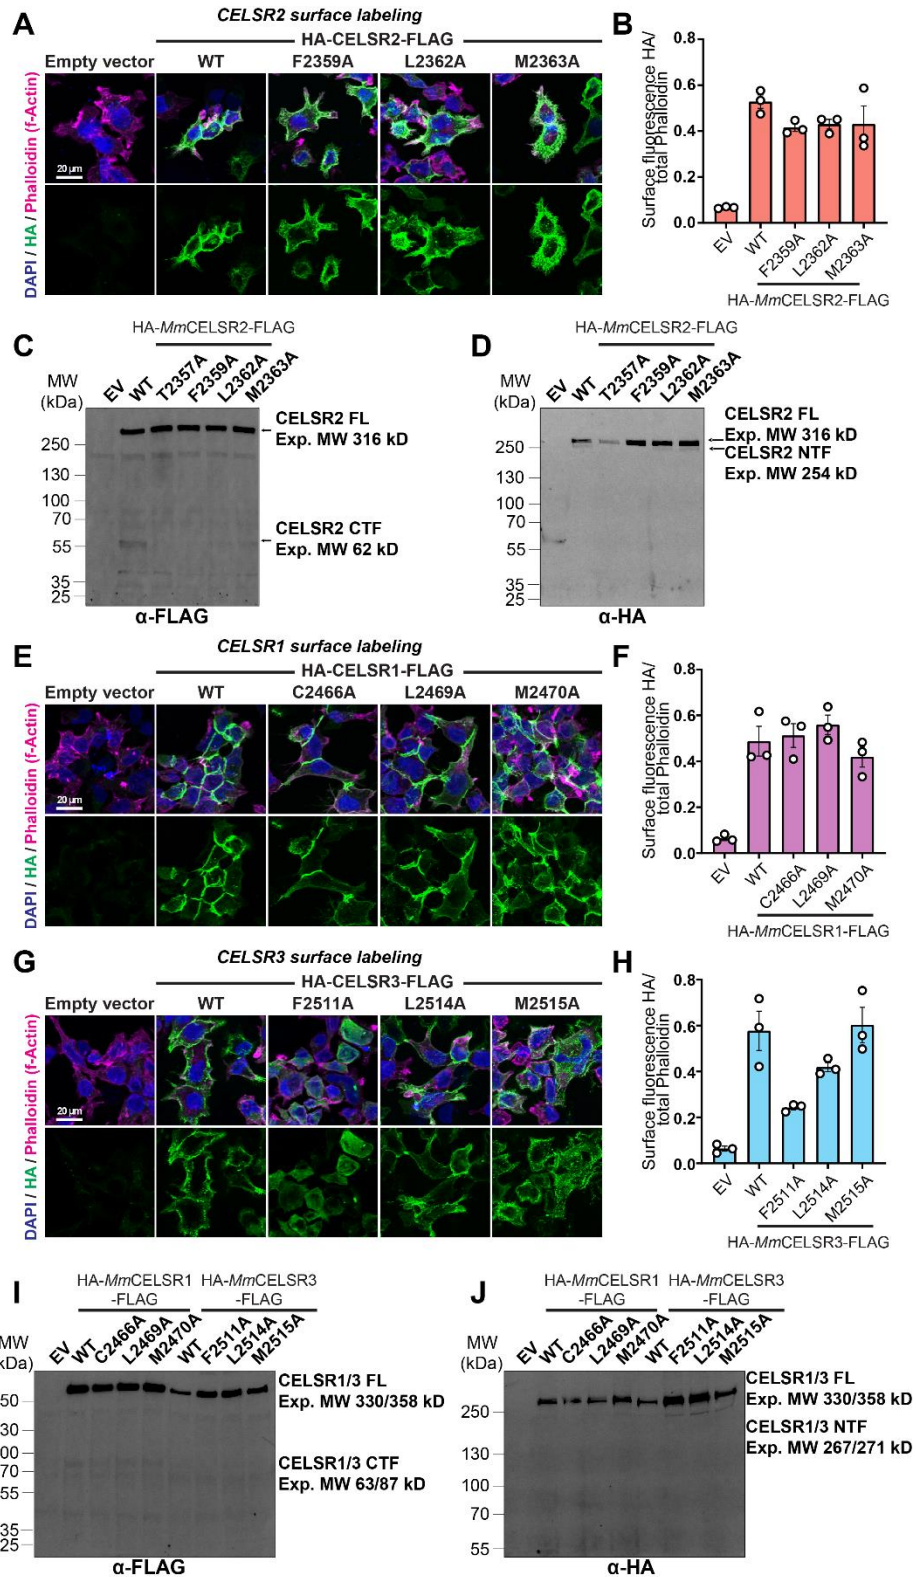 A
CELSR2 surface labeling
HA-CELSR2-FLAG
Empty vector WT F2359A L2362A M2363A
20 µm
DAPI / HA / Phalloidin (f-Actin)
B
Surface fluorescence HA/
total Phalloidin
0.8
0.6
0.4
0.2
0.0
EV WT F2359A L2362A M2363A
HA-MmCELSR2-FLAG
C
HA-MmCELSR2-FLAG
MW
(kDa)
EV WT T2357A F2359A L2362A M2363A
250
130
100
70
55
35
25
CELSR2 FL
Exp. MW 316 kD
CELSR2 CTF
Exp. MW 62 kD
α-FLAG
D
HA-MmCELSR2-FLAG
MW
(kDa)
EV WT T2357A F2359A L2362A M2363A
250
130
100
70
55
35
25
CELSR2 FL
Exp. MW 316 kD
CELSR2 NTF
Exp. MW 254 kD
α-HA
E
CELSR1 surface labeling
HA-CELSR1-FLAG
Empty vector WT C2466A L2469A M2470A
20 µm
DAPI / HA / Phalloidin (f-Actin)
F
Surface fluorescence HA/
total Phalloidin
0.8
0.6
0.4
0.2
0.0
EV WT C2466A L2469A M2470A
HA-MmCELSR1-FLAG
G
CELSR3 surface labeling
HA-CELSR3-FLAG
Empty vector WT F2511A L2514A M2515A
20 µm
DAPI / HA / Phalloidin (f-Actin)
H
Surface fluorescence HA/
total Phalloidin
0.8
0.6
0.4
0.2
0.0
EV WT F2511A L2514A M2515A
HA-MmCELSR3-FLAG
I
HA-MmCELSR1
-FLAG
HA-MmCELSR3
-FLAG
MW
kDa)
EV WT C2466A L2469A M2470A WT F2511A L2514A M2515A
50
30
00
70
55
35
25
CELSR1/3 FL
Exp. MW 330/358 kD
CELSR1/3 CTF
Exp. MW 63/87 kD
α-FLAG
J
HA-MmCELSR1
-FLAG
HA-MmCELSR3
-FLAG
MW
(kDa)
EV WT C2466A L2469A M2470A WT F2511A L2514A M2515A
250
130
100
70
55
CELSR1/3 FL
Exp. MW 330/358 kD
CELSR1/3 NTF
Exp. MW 267/271 kD
α-HA